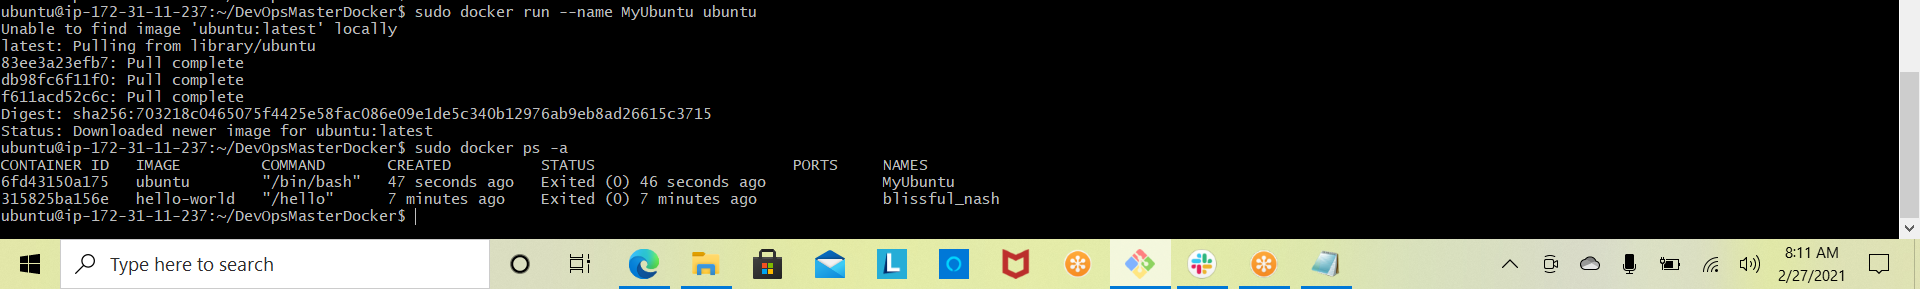 ubuntu@ip-172-31-11-237:~/DevOpsMasterDocker$ sudo docker run --name MyUbuntu ubuntu
Unable to find image 'ubuntu:latest' locally
latest: Pulling from library/ubuntu
83ee3a23efb7: Pull complete
db98fc6f11f0: Pull complete
f611acd52c6c: Pull complete
Digest: sha256:703218c0465075f4425e58fac086e09e1de5c340b12976ab9eb8ad26615c3715
Status: Downloaded newer image for ubuntu:latest
ubuntu@ip-172-31-11-237:~/DevOpsMasterDocker$ sudo docker ps -a
CONTAINER ID   IMAGE         COMMAND       CREATED          STATUS                      PORTS     NAMES
6fd43150a175   ubuntu        "/bin/bash"   47 seconds ago   Exited (0) 46 seconds ago             MyUbuntu
315825ba156e   hello-world   "/hello"      7 minutes ago    Exited (0) 7 minutes ago              blissful_nash
ubuntu@ip-172-31-11-237:~/DevOpsMasterDocker$
Type here to search
L
8:11 AM
2/27/2021